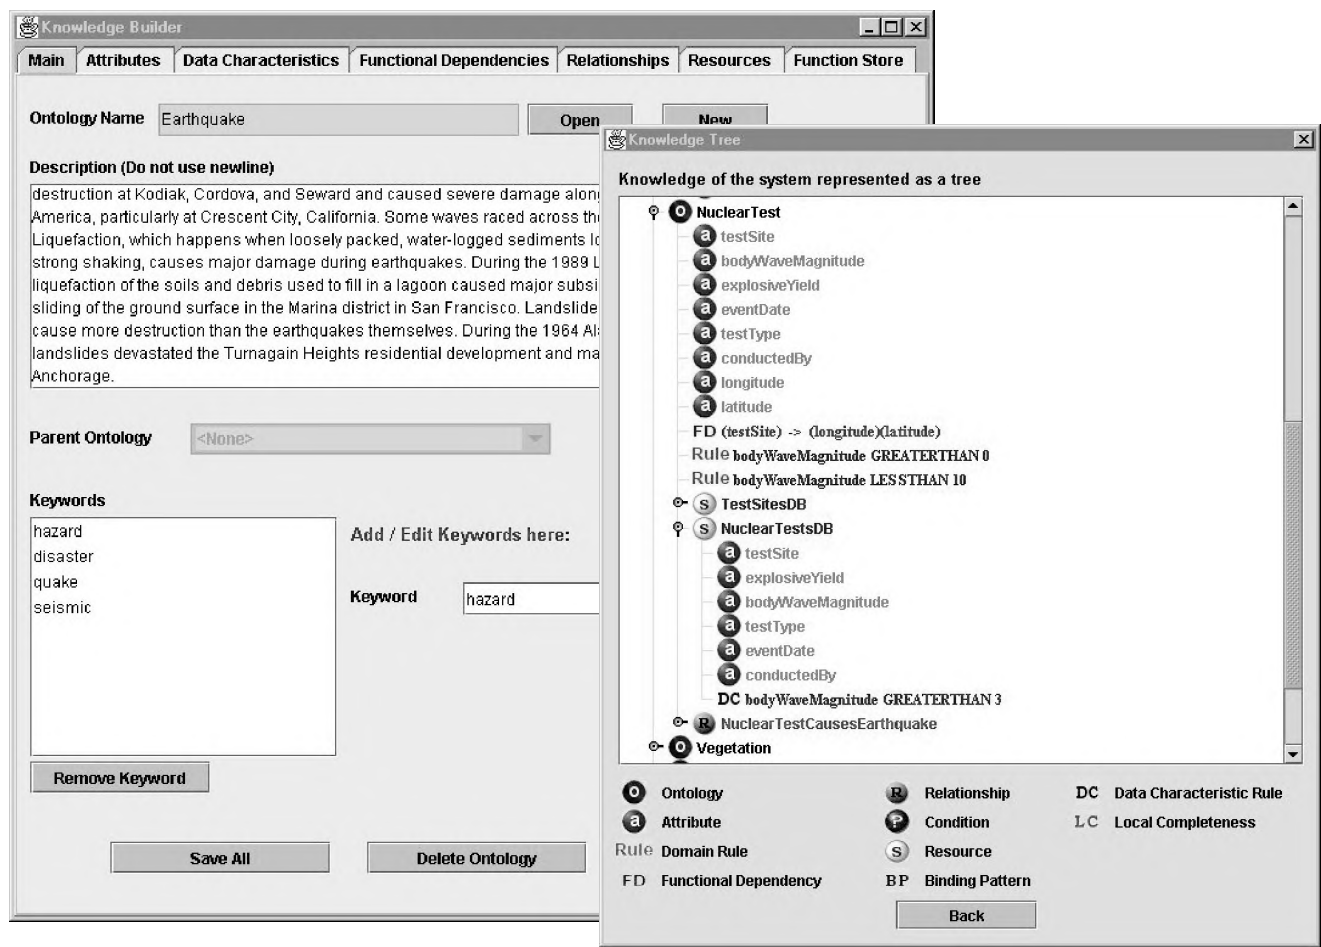 Knowledge Builder
Main Attributes Data Characteristics Functional Dependencies Relationships Resources Function Store
Ontology Name Earthquake Open New
Description (Do not use newline)
destruction at Kodiak, Cordova, and Seward and caused severe damage along
America, particularly at Crescent City, California. Some waves raced across the
Liquefaction, which happens when loosely packed, water-logged sediments lo
strong shaking, causes major damage during earthquakes. During the 1989 L
liquefaction of the soils and debris used to fill in a lagoon caused major subsi
sliding of the ground surface in the Marina district in San Francisco. Landslide
cause more destruction than the earthquakes themselves. During the 1964 Al
landslides devastated the Turnagain Heights residential development and ma
Anchorage.
Parent Ontology <None>
Keywords
hazard
disaster
quake
seismic
Add / Edit Keywords here:
Keyword hazard
Remove Keyword
Save All Delete Ontology
Knowledge Tree
Knowledge of the system represented as a tree
O NuclearTest
a testSite
a bodyWaveMagnitude
a explosiveYield
a eventDate
a testType
a conductedBy
a longitude
a latitude
FD (testSite) -> (longitude)(latitude)
Rule bodyWaveMagnitude GREATERTHAN 0
Rule bodyWaveMagnitude LESSTHAN 10
S TestSitesDB
S NuclearTestsDB
a testSite
a explosiveYield
a bodyWaveMagnitude
a testType
a eventDate
a conductedBy
DC bodyWaveMagnitude GREATERTHAN 3
R NuclearTestCausesEarthquake
O Vegetation
O Ontology R Relationship DC Data Characteristic Rule
a Attribute ? Condition LC Local Completeness
Rule Domain Rule S Resource
FD Functional Dependency BP Binding Pattern
Back